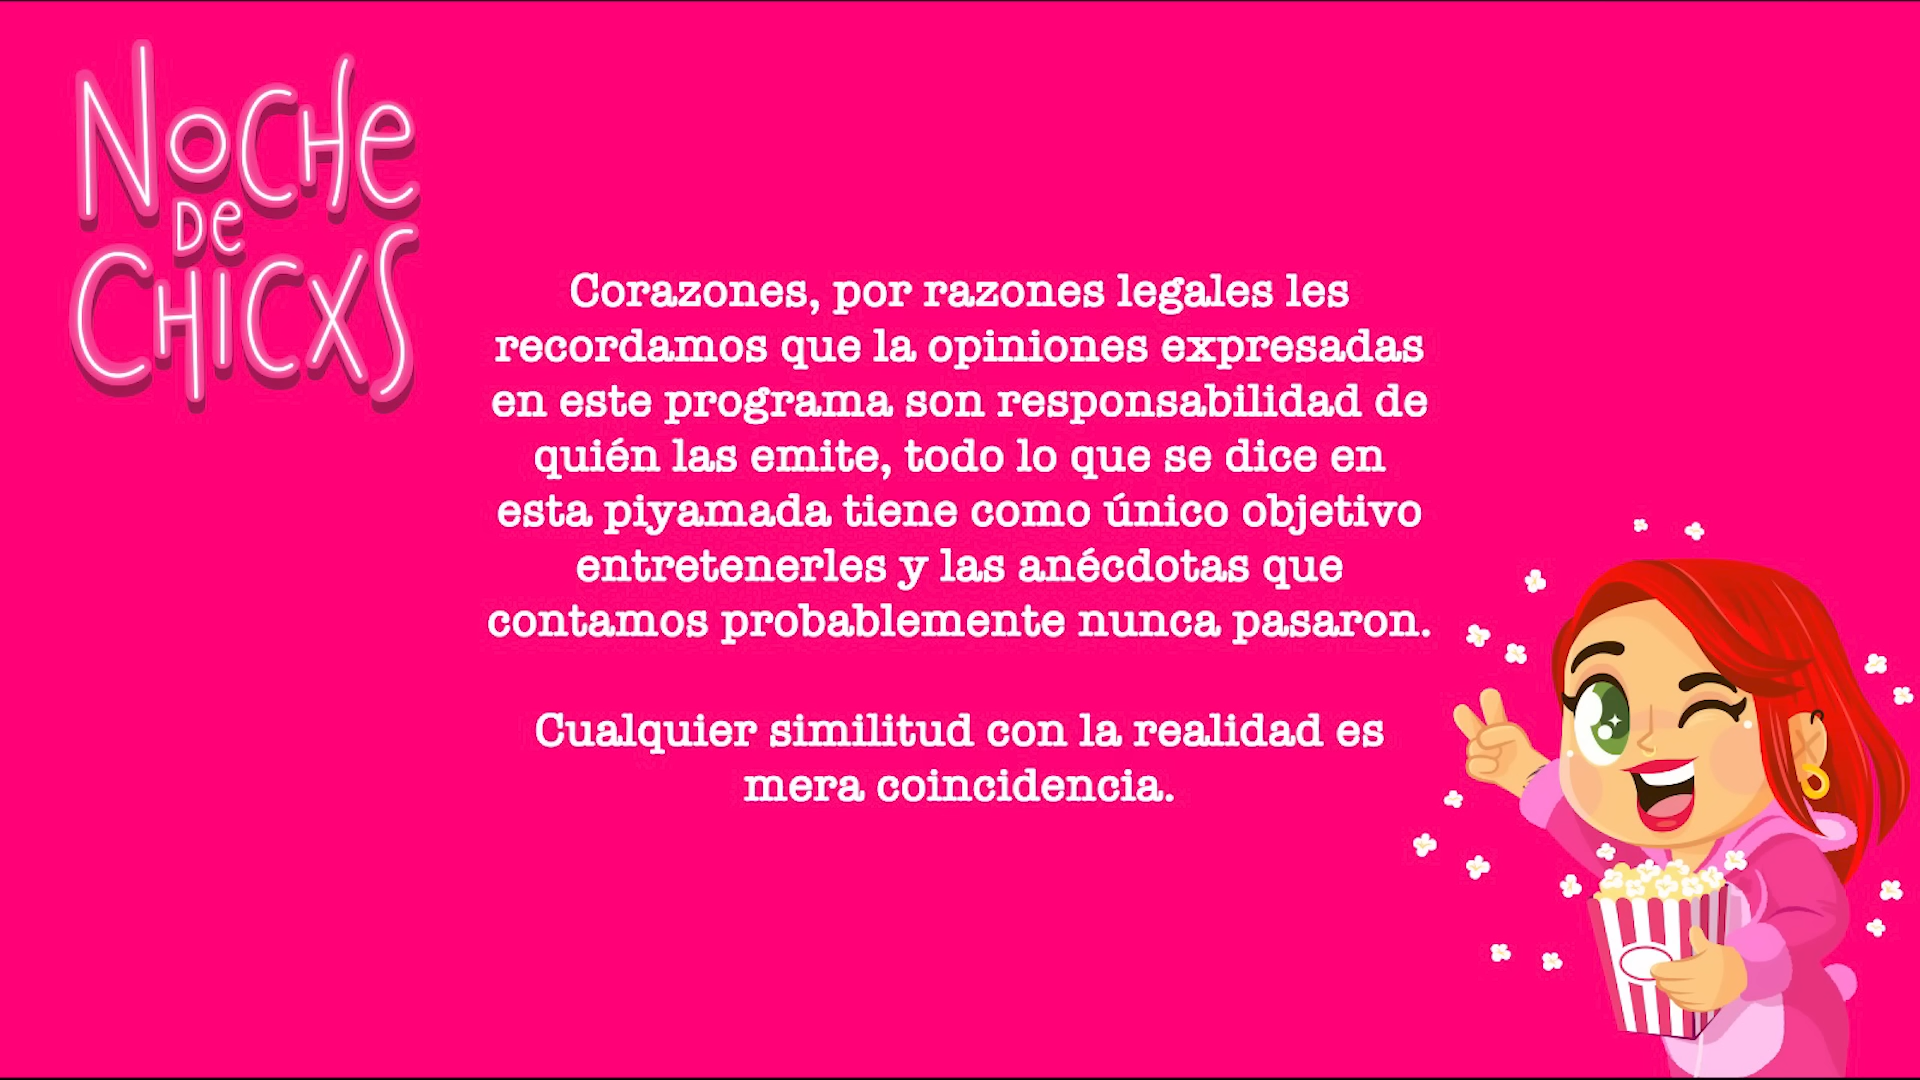 NOCHE
DE
CHICXS
Corazones, por razones legales les
recordamos que la opiniones expresadas
en este programa son responsabilidad de
quién las emite, todo lo que se dice en
esta piyamada tiene como único objetivo
entretenerles y las anécdotas que
contamos probablemente nunca pasaron.
Cualquier similitud con la realidad es
mera coincidencia.